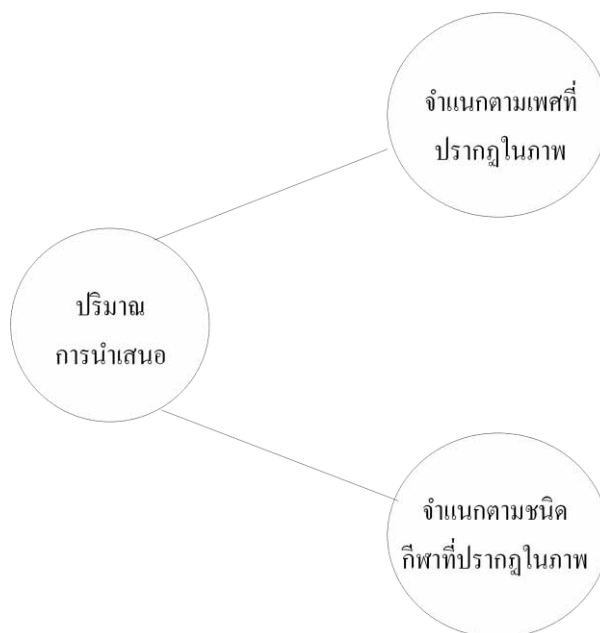 จำแนกตามเพศที่
ปรากฏในภาพ
ปริมาณ
การนำเสนอ
จำแนกตามชนิด
กีฬาที่ปรากฏในภาพ